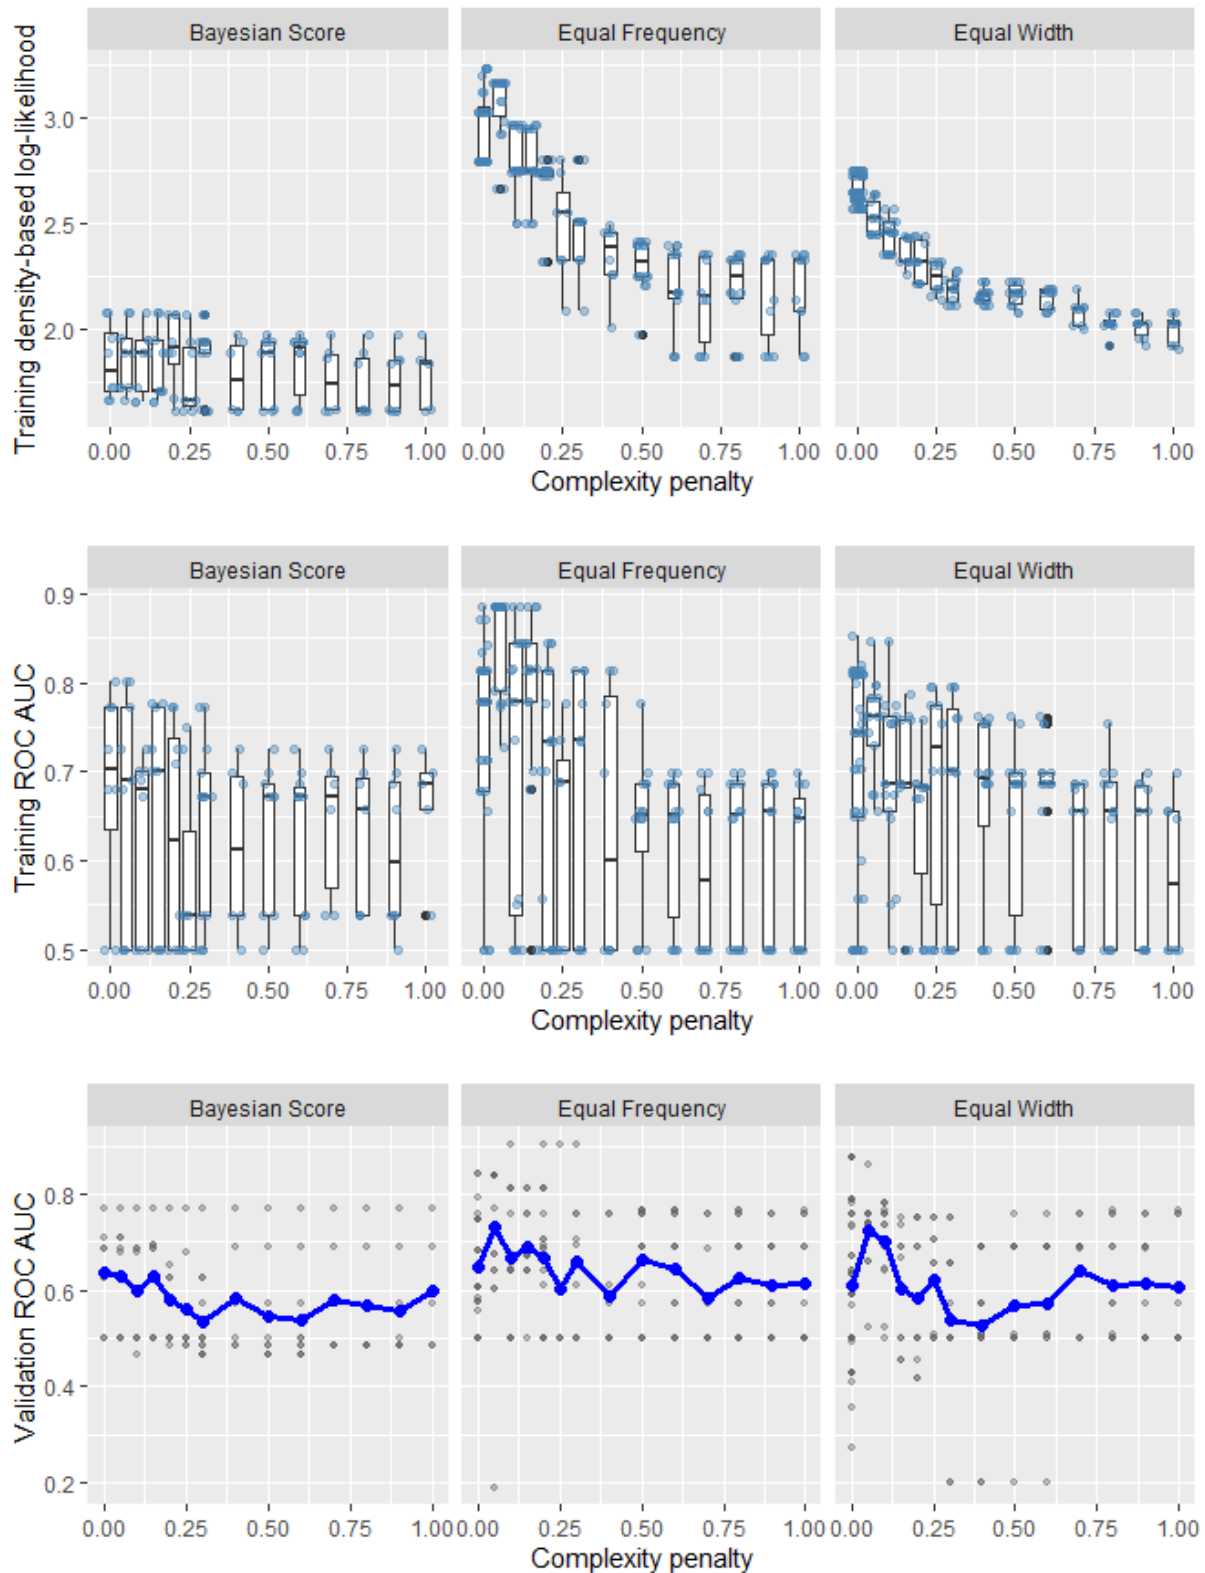 Bayesian Score Equal Frequency Equal Width
Training density-based log-likelihood
3.0
2.5
2.0
0.00 0.25 0.50 0.75 1.00 0.00 0.25 0.50 0.75 1.00 0.00 0.25 0.50 0.75 1.00
Complexity penalty
Bayesian Score Equal Frequency Equal Width
Training ROC AUC
0.9
0.8
0.7
0.6
0.5
0.00 0.25 0.50 0.75 1.00 0.00 0.25 0.50 0.75 1.00 0.00 0.25 0.50 0.75 1.00
Complexity penalty
Bayesian Score Equal Frequency Equal Width
Validation ROC AUC
0.8
0.6
0.4
0.2
0.00 0.25 0.50 0.75 1.00 0.00 0.25 0.50 0.75 1.00 0.00 0.25 0.50 0.75 1.00
Complexity penalty